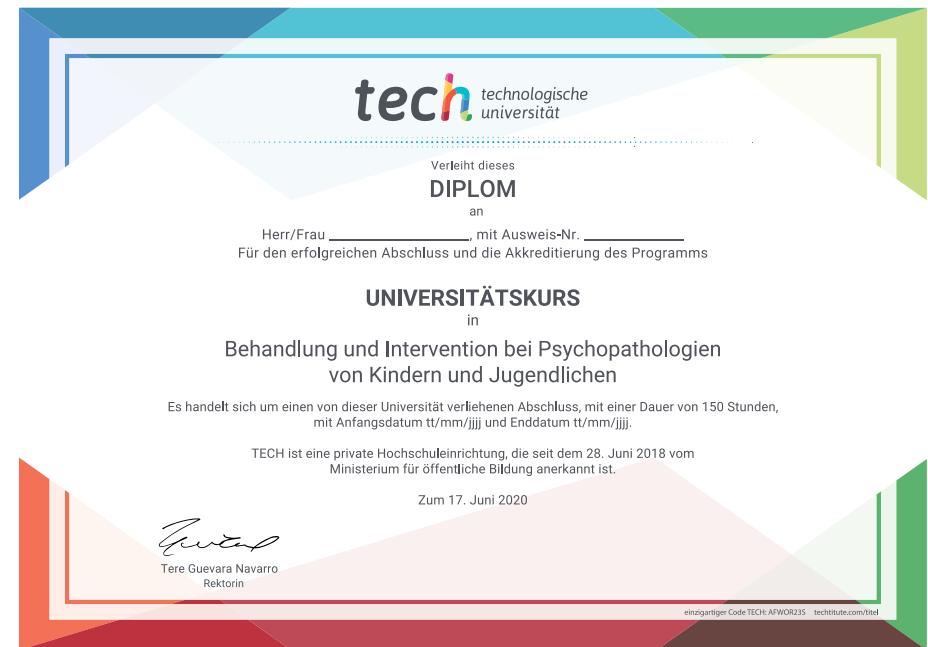 tech technologische
universität
Verleiht dieses
DIPLOM
an
Herr/Frau ____________, mit Ausweis-Nr. ____________
Für den erfolgreichen Abschluss und die Akkreditierung des Programms
UNIVERSITÄTSKURS
in
Behandlung und Intervention bei Psychopathologien
von Kindern und Jugendlichen
Es handelt sich um einen von dieser Universität verliehenen Abschluss, mit einer Dauer von 150 Stunden,
mit Anfangsdatum tt/mm/jjjj und Enddatum tt/mm/jjjj.
TECH ist eine private Hochschuleinrichtung, die seit dem 28. Juni 2018 vom
Ministerium für öffentliche Bildung anerkannt ist.
Zum 17. Juni 2020
Tere Guevara Navarro
Rektorin
einzigartiger Code TECH: AFWOR23S techtitute.com/titel